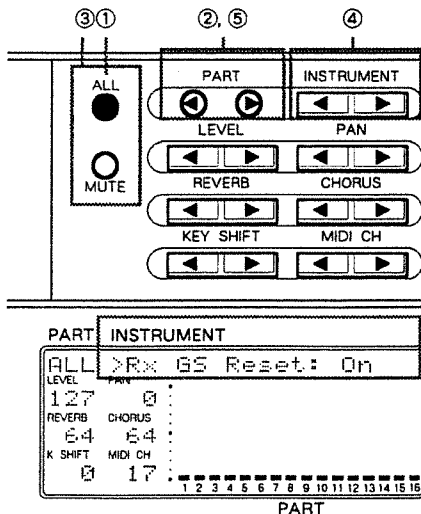 ③① ②, ⑤ ④
ALL PART INSTRUMENT
LEVEL PAN
MUTE REVERB CHORUS
KEY SHIFT MIDI CH
PART INSTRUMENT
ALL >Rx GS Reset: On
LEVEL PAN
127 0
REVERB CHORUS
64 64
K SHIFT MIDI CH
0 17
1 2 3 4 5 6 7 8 9 10 11 12 13 14 15 16
PART